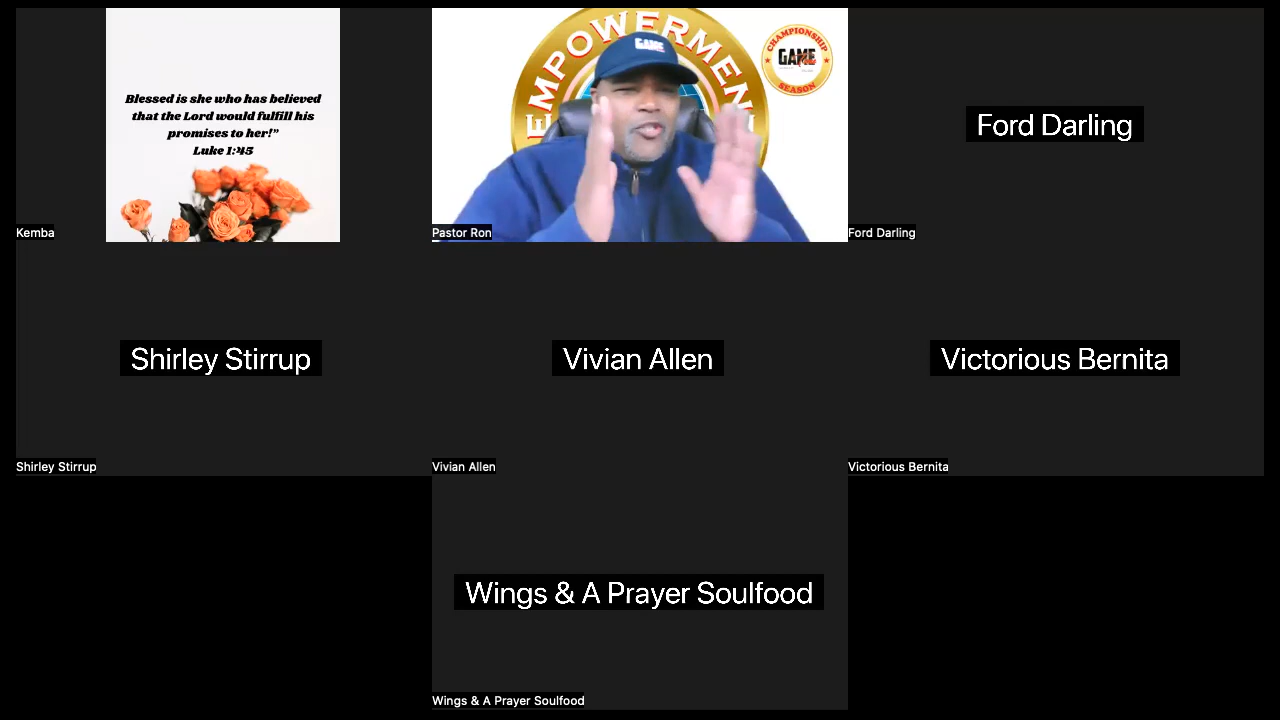 Blessed is she who has believed
that the Lord would fulfill his
promises to her!”
Luke 1:45
Kemba
EMPOWERMEN
GAME
CHAMPIONSHIP
GAME
SEASON
Pastor Ron
Ford Darling
Ford Darling
Shirley Stirrup
Shirley Stirrup
Vivian Allen
Vivian Allen
Victorious Bernita
Victorious Bernita
Wings & A Prayer Soulfood
Wings & A Prayer Soulfood